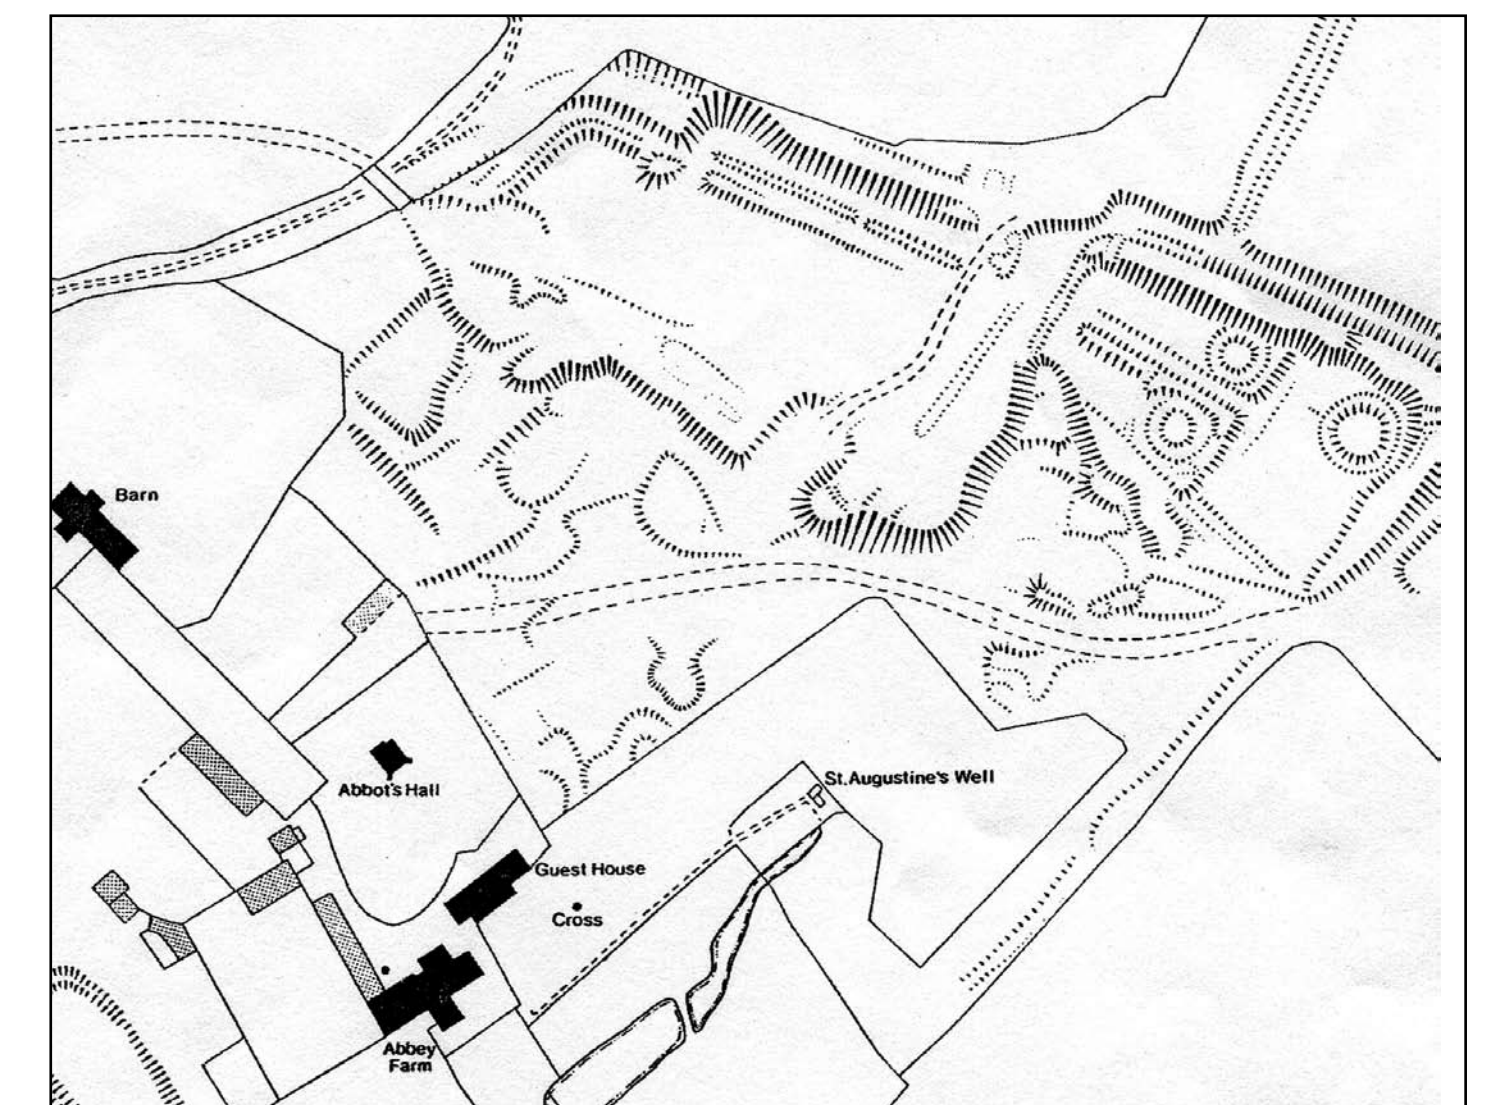 Barn
St.Augustine's Well
Abbot's Hall
Guest House
Cross
Abbey
Farm